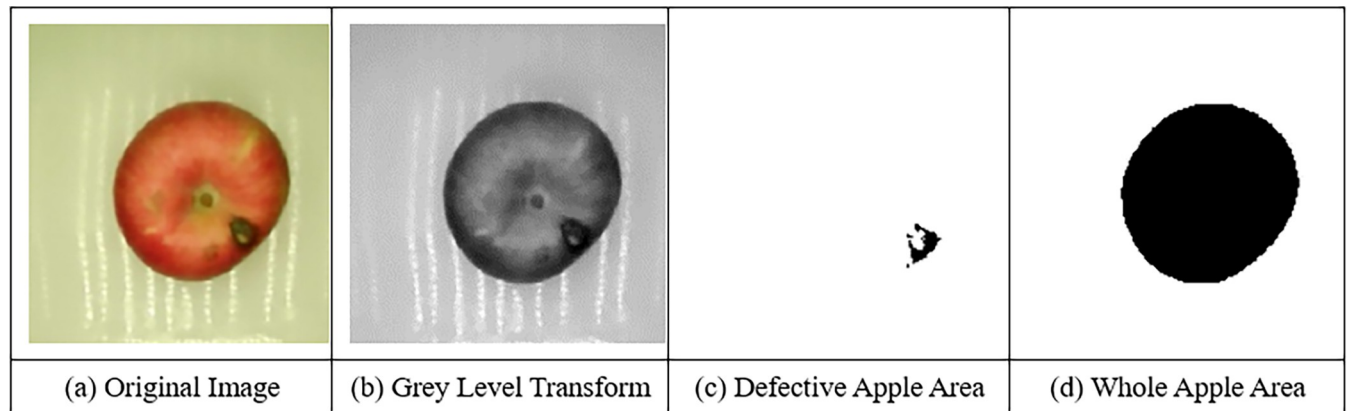 (a) Original Image
(b) Grey Level Transform
(c) Defective Apple Area
(d) Whole Apple Area